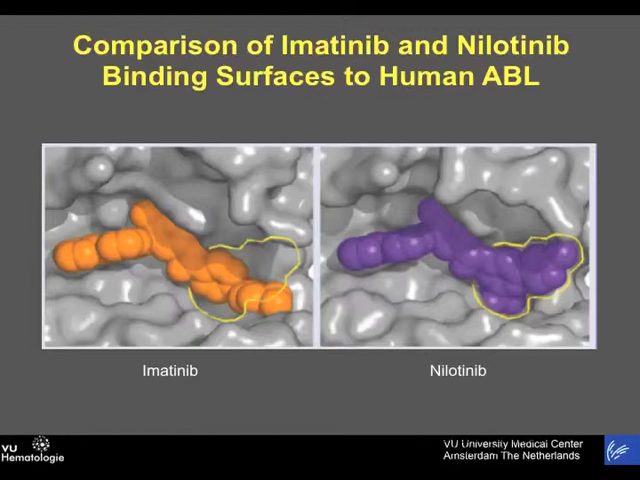 Comparison of Imatinib and Nilotinib
Binding Surfaces to Human ABL
Imatinib
Nilotinib
VU
Hematologie
VU University Medical Center
Amsterdam The Netherlands